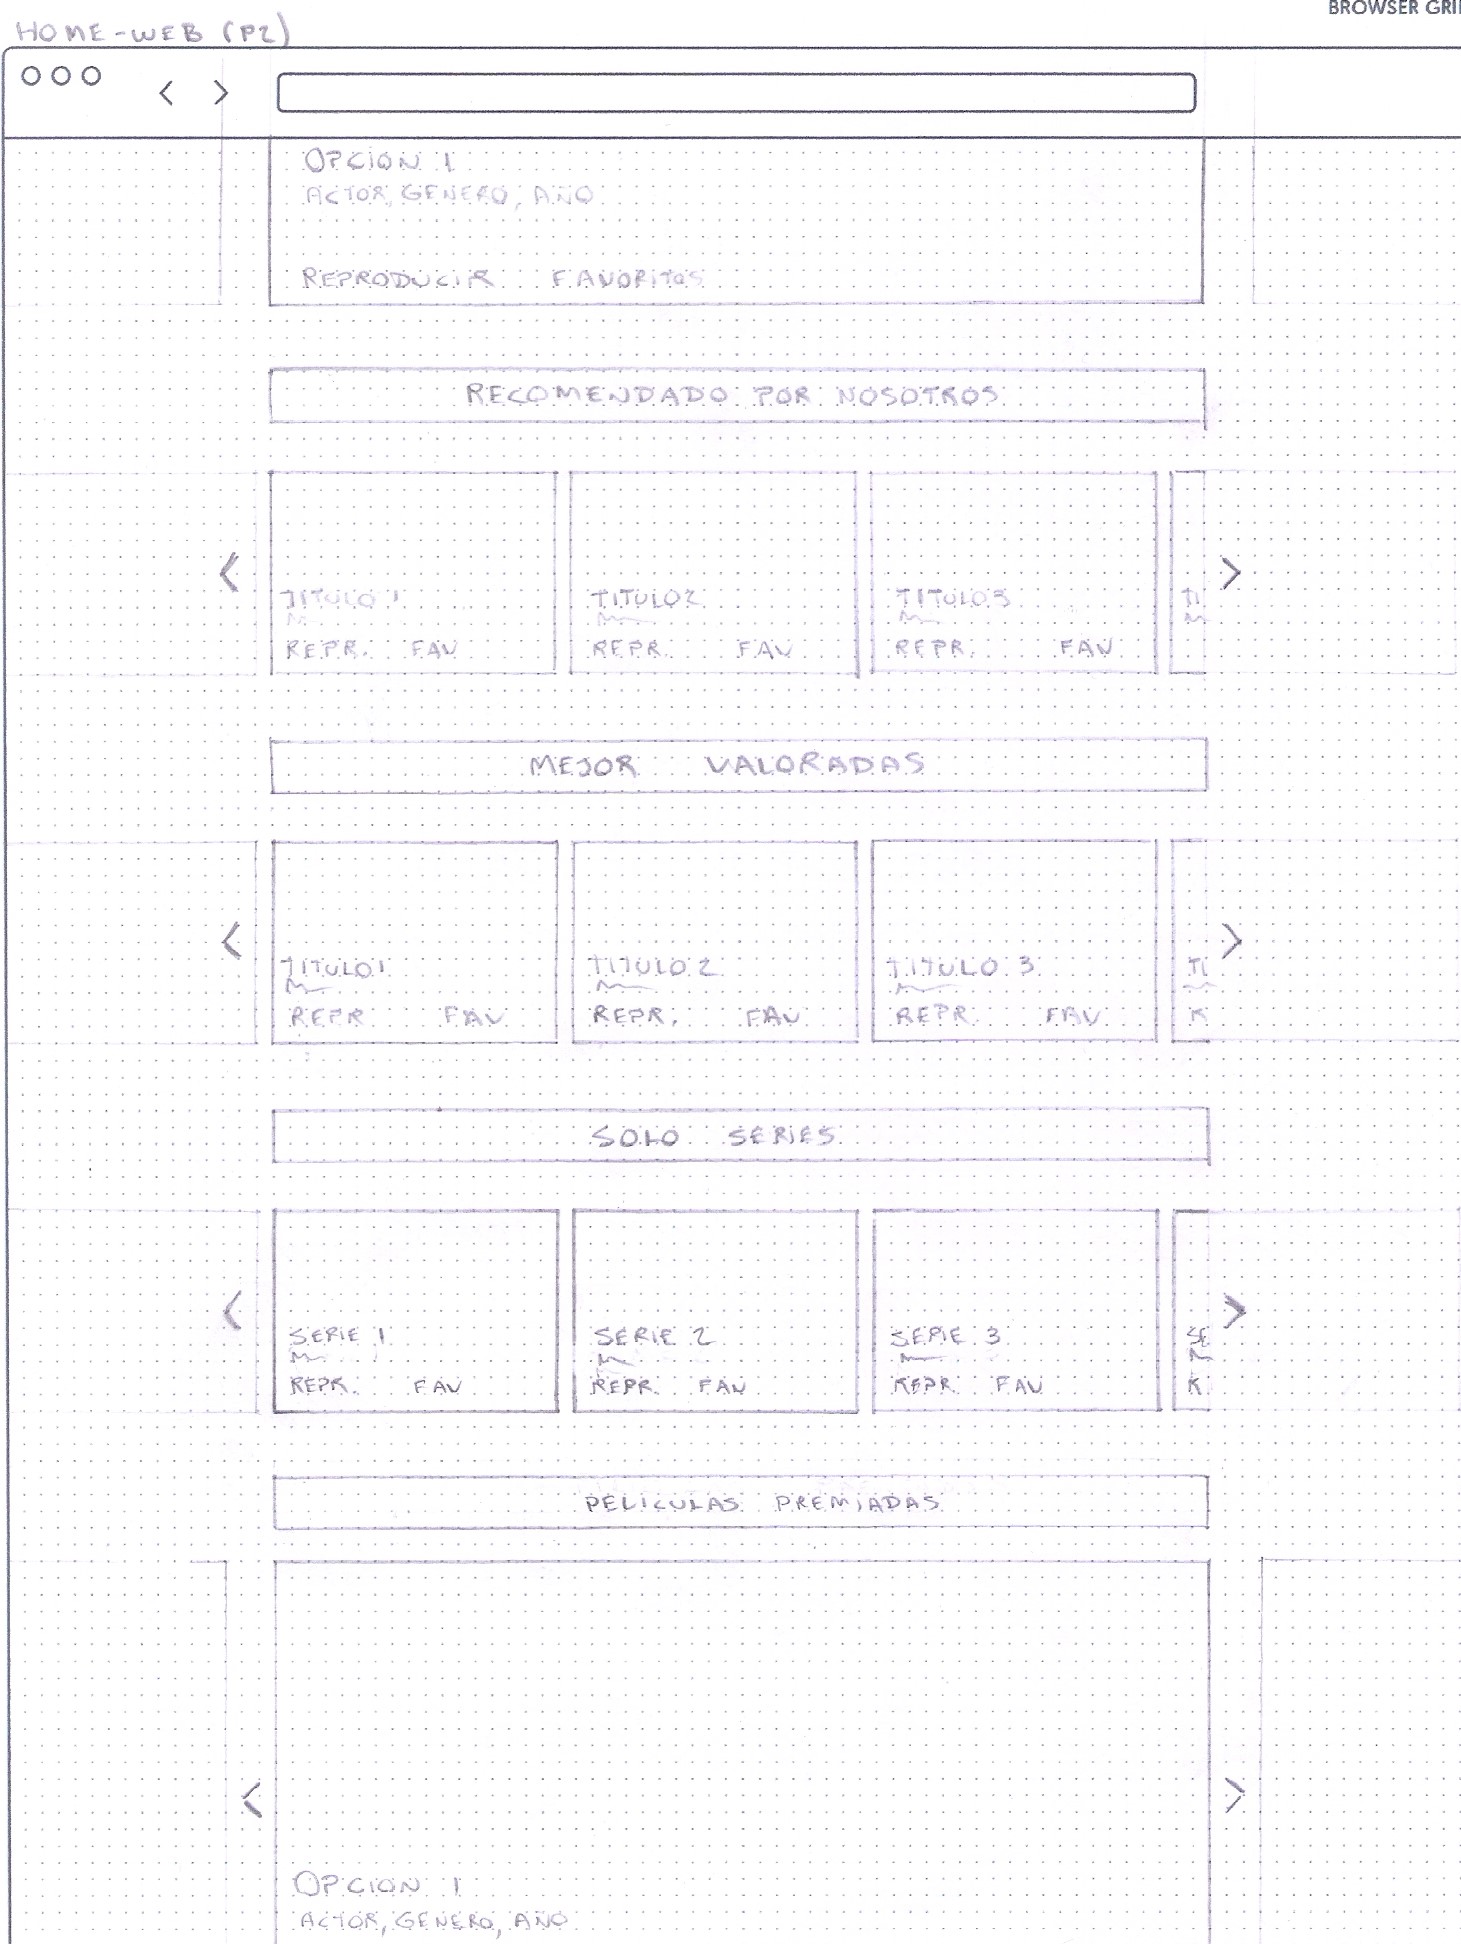 BROWSER GRI
HOME-WEB (P2)
OPCION 1
ACTOR, GENERO, AÑO
REPRODUCIR FAVORITOS
RECOMENDADO POR NOSOTROS
TITULO 1 TITULO 2 TITULO 3 TI
REPR. FAV REPR. FAV REPR. FAV
MEJOR VALORADAS
TITULO 1 TITULO 2 TITULO 3 TI
REPR FAV REPR. FAV REPR. FAV R
SOLO SERIES
SERIE 1 SERIE 2 SERIE 3 SE
REPR. FAV REPR. FAV REPR. FAV R
PELICULAS PREMIADAS
OPCION 1
ACTOR, GENERO, AÑO